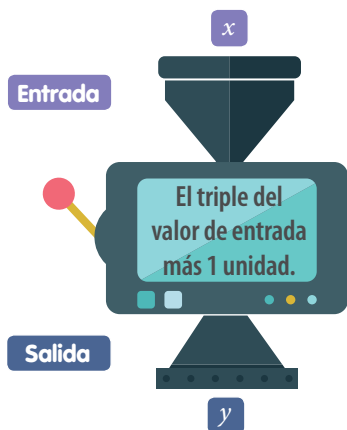 x
Entrada
El triple del
valor de entrada
más 1 unidad.
Salida
y